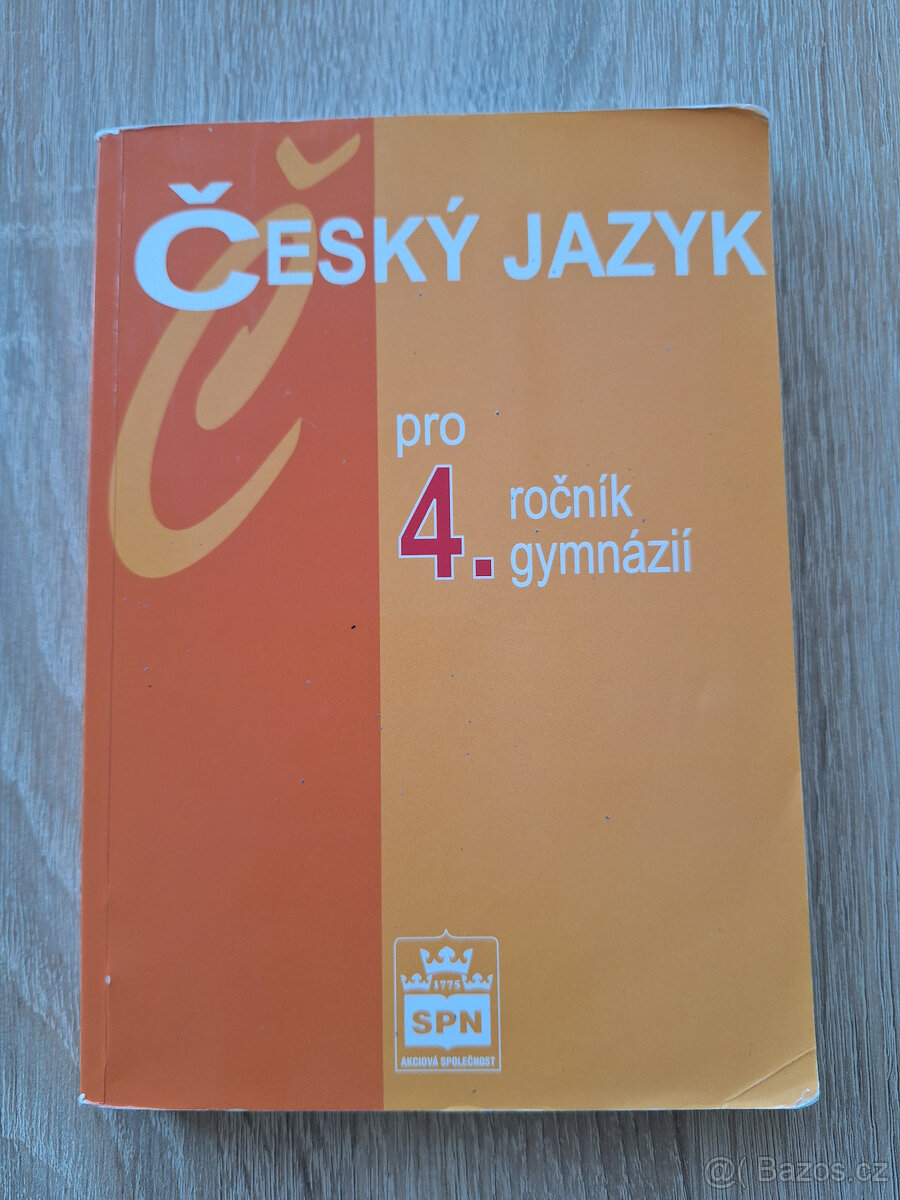 ČESKÝ JAZYK
pro
4. ročník
gymnázií
1775
SPN
AKCIOVÁ SPOLEČNOST
@( Bazos.cz